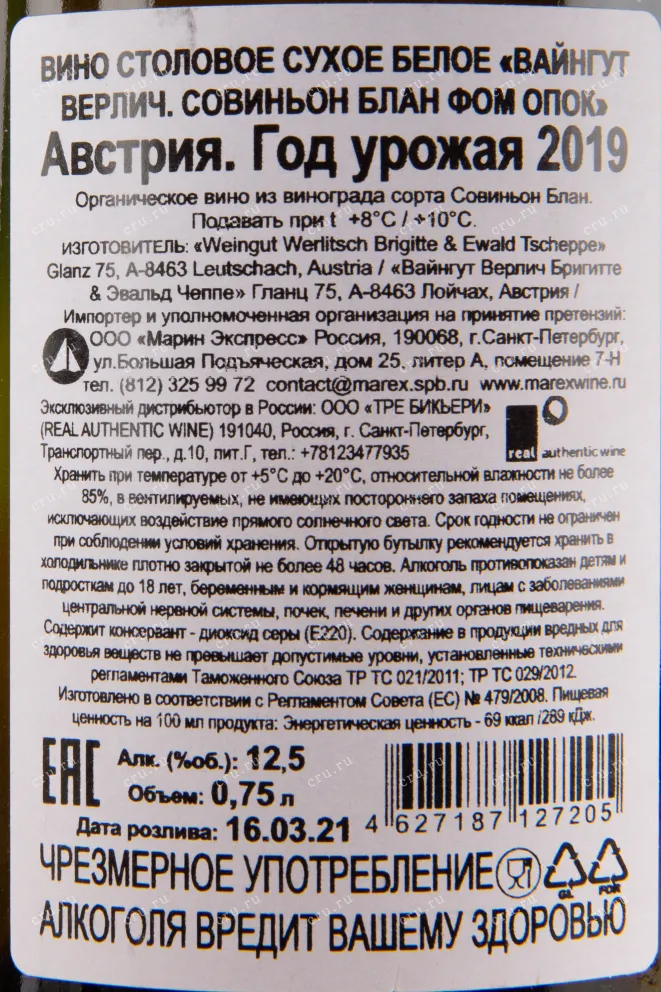 ВИНО СТОЛОВОЕ СУХОЕ БЕЛОЕ «ВАЙНГУТ
ВЕРЛИЧ. СОВИНЬОН БЛАН ФОМ ОПОК»
Австрия. Год урожая 2019
Органическое вино из винограда сорта Совиньон Блан.
Подавать при t +8°С / +10°С.
ИЗГОТОВИТЕЛЬ: «Weingut Werlitsch Brigitte & Ewald Tscheppe»
Glanz 75, A-8463 Leutschach, Austria / «Вайнгут Верлич Бригитте
& Эвальд Чеппе» Гланц 75, А-8463 Лойчах, Австрия /
Импортер и уполномоченная организация на принятие претензий:
ООО «Марин Экспресс» Россия, 190068, г.Санкт-Петербург,
ул.Большая Подъяческая, дом 25, литер А, помещение 7-Н
тел. (812) 325 99 72 contact@marex.spb.ru www.marexwine.ru
Эксклюзивный дистрибьютор в России: ООО «ТРЕ БИКЬЕРИ»
(REAL AUTHENTIC WINE) 191040, Россия, г. Санкт-Петербург,
Транспортный пер., д.10, лит.Г, тел.: +78123477935
real authentic wine
Хранить при температуре от +5°С до +20°С, относительной влажности не более
85%, в вентилируемых, не имеющих постороннего запаха помещениях,
исключающих воздействие прямого солнечного света. Срок годности не ограничен
при соблюдении условий хранения. Открытую бутылку рекомендуется хранить в
холодильнике плотно закрытой не более 48 часов. Алкоголь противопоказан детям и
подросткам до 18 лет, беременным и кормящим женщинам, лицам с заболеваниями
центральной нервной системы, почек, печени и других органов пищеварения.
Содержит консервант - диоксид серы (Е220). Содержание в продукции вредных для
здоровья веществ не превышает допустимые уровни, установленные техническими
регламентами Таможенного Союза ТР ТС 021/2011; ТР ТС 029/2012.
Изготовлено в соответствии с Регламентом Совета (ЕС) № 479/2008. Пищевая
ценность на 100 мл продукта: Энергетическая ценность - 69 ккал /289 кДж.
EAC
Алк. (%об.): 12,5
Объем: 0,75 л
Дата розлива: 16.03.21
4 627187 127205
ЧРЕЗМЕРНОЕ УПОТРЕБЛЕНИЕ
GL FOR
АЛКОГОЛЯ ВРЕДИТ ВАШЕМУ ЗДОРОВЬЮ
cru.ru